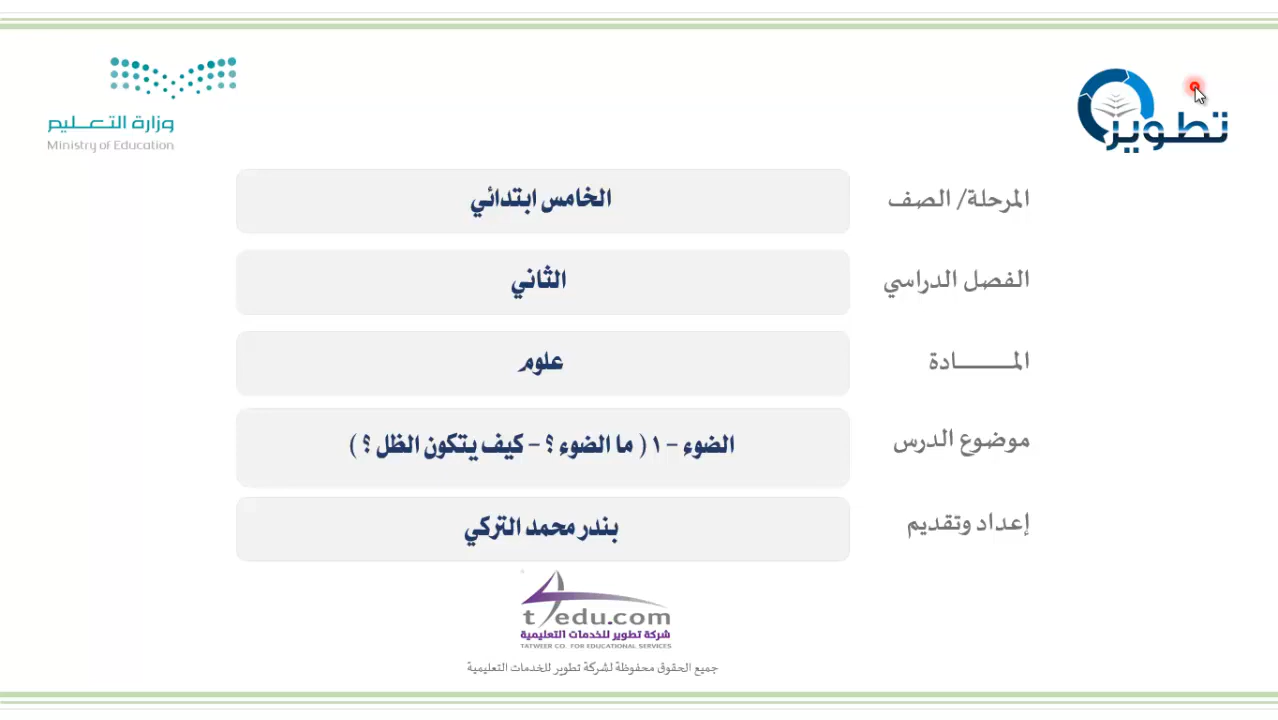 وزارة التعليم
Ministry of Education
تطوير
المرحلة/ الصف
الخامس ابتدائي
الفصل الدراسي
الثاني
المـــــــادة
علوم
موضوع الدرس
الضوء - ١ ( ما الضوء ؟ - كيف يتكون الظل ؟ )
إعداد وتقديم
بندر محمد التركي
t4edu.com
شركة تطوير للخدمات التعليمية
TATWEER CO. FOR EDUCATIONAL SERVICES
جميع الحقوق محفوظة لشركة تطوير للخدمات التعليمية